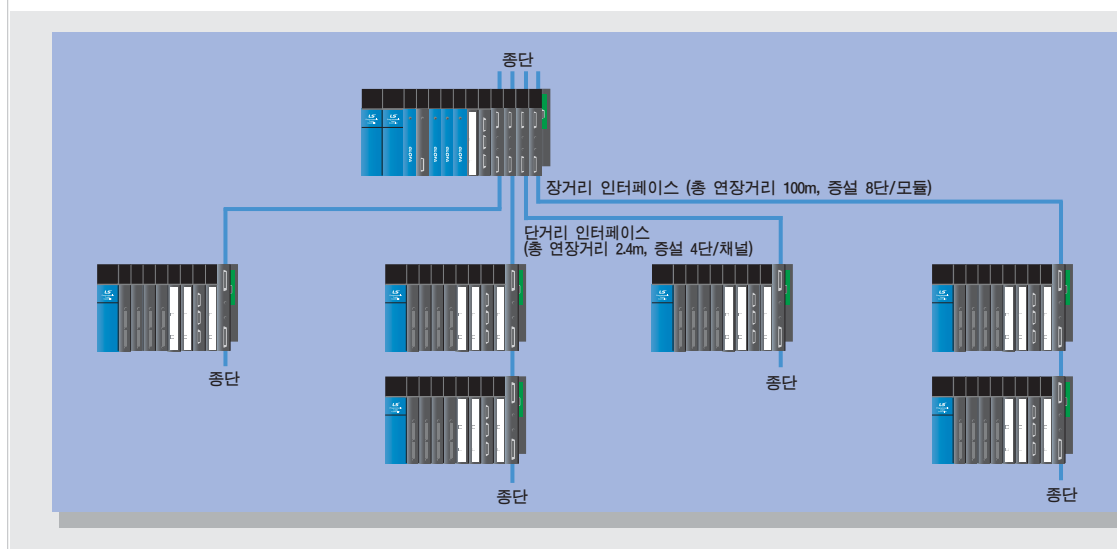 종단
장거리 인터페이스 (총 연장거리 100m, 증설 8단/모듈)
단거리 인터페이스
(총 연장거리 2.4m, 증설 4단/채널)
종단
종단
종단
종단